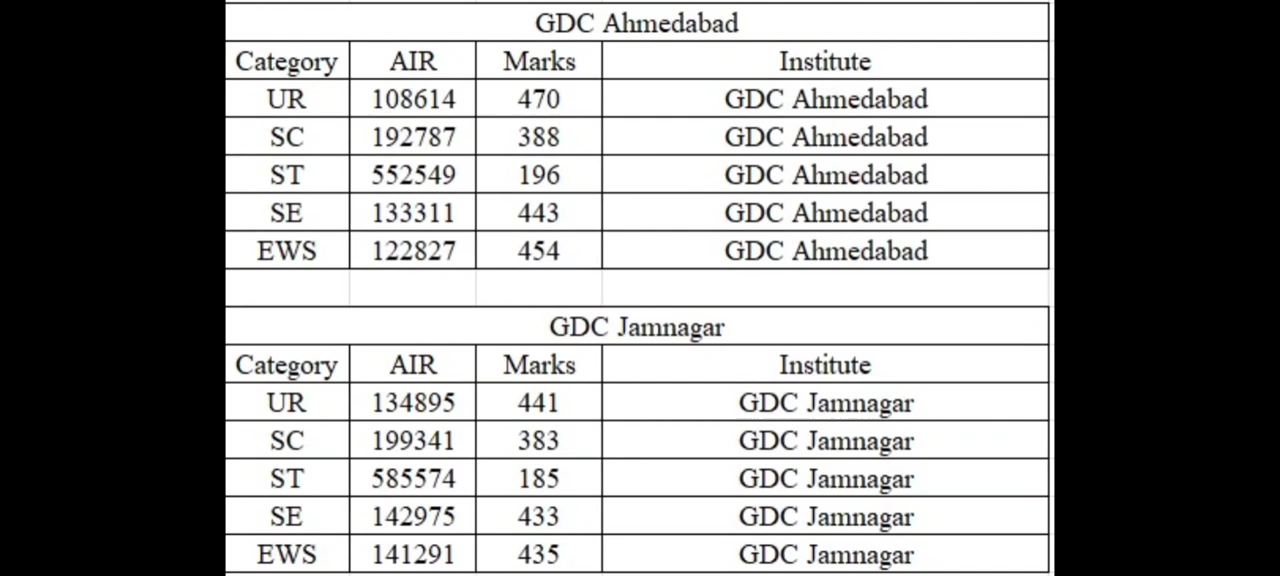 GDC Ahmedabad
Category AIR Marks Institute
UR 108614 470 GDC Ahmedabad
SC 192787 388 GDC Ahmedabad
ST 552549 196 GDC Ahmedabad
SE 133311 443 GDC Ahmedabad
EWS 122827 454 GDC Ahmedabad
GDC Jamnagar
Category AIR Marks Institute
UR 134895 441 GDC Jamnagar
SC 199341 383 GDC Jamnagar
ST 585574 185 GDC Jamnagar
SE 142975 433 GDC Jamnagar
EWS 141291 435 GDC Jamnagar